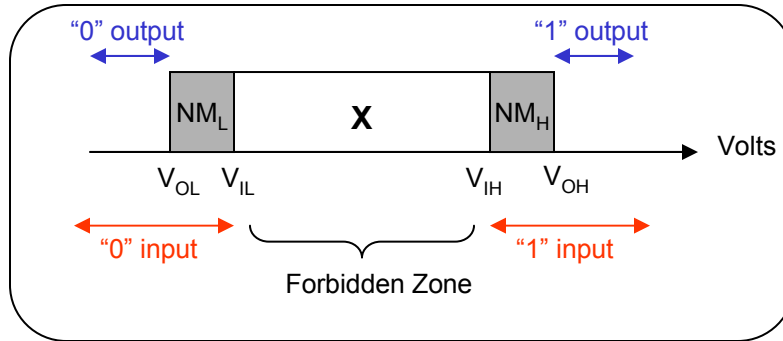 “0” output “1” output
NM_L X NM_H
Volts
V_OL V_IL V_IH V_OH
“0” input “1” input
Forbidden Zone